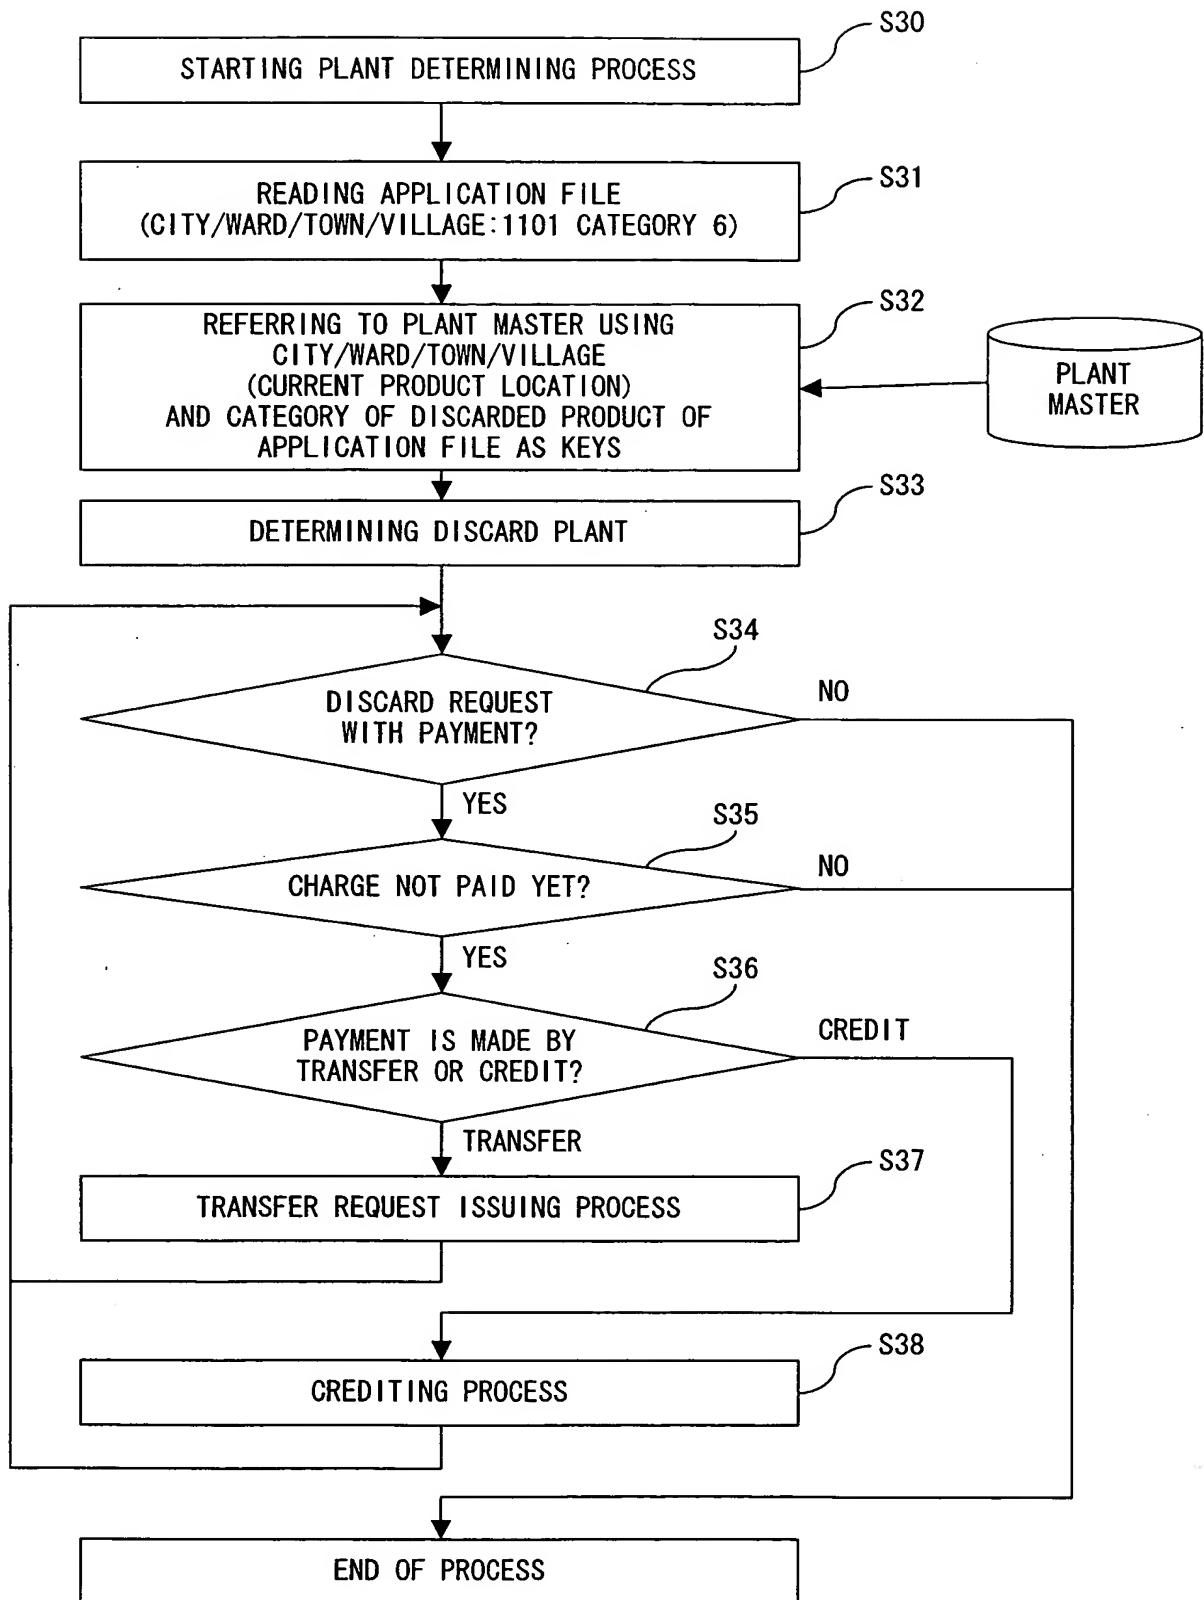 S30
STARTING PLANT DETERMINING PROCESS
S31
READING APPLICATION FILE
(CITY/WARD/TOWN/VILLAGE:1101 CATEGORY 6)
S32
REFERRING TO PLANT MASTER USING
CITY/WARD/TOWN/VILLAGE
(CURRENT PRODUCT LOCATION)
AND CATEGORY OF DISCARDED PRODUCT OF
APPLICATION FILE AS KEYS
PLANT
MASTER
S33
DETERMINING DISCARD PLANT
S34
DISCARD REQUEST
WITH PAYMENT?
NO
YES
S35
CHARGE NOT PAID YET?
NO
YES
S36
PAYMENT IS MADE BY
TRANSFER OR CREDIT?
CREDIT
TRANSFER
S37
TRANSFER REQUEST ISSUING PROCESS
S38
CREDITING PROCESS
END OF PROCESS